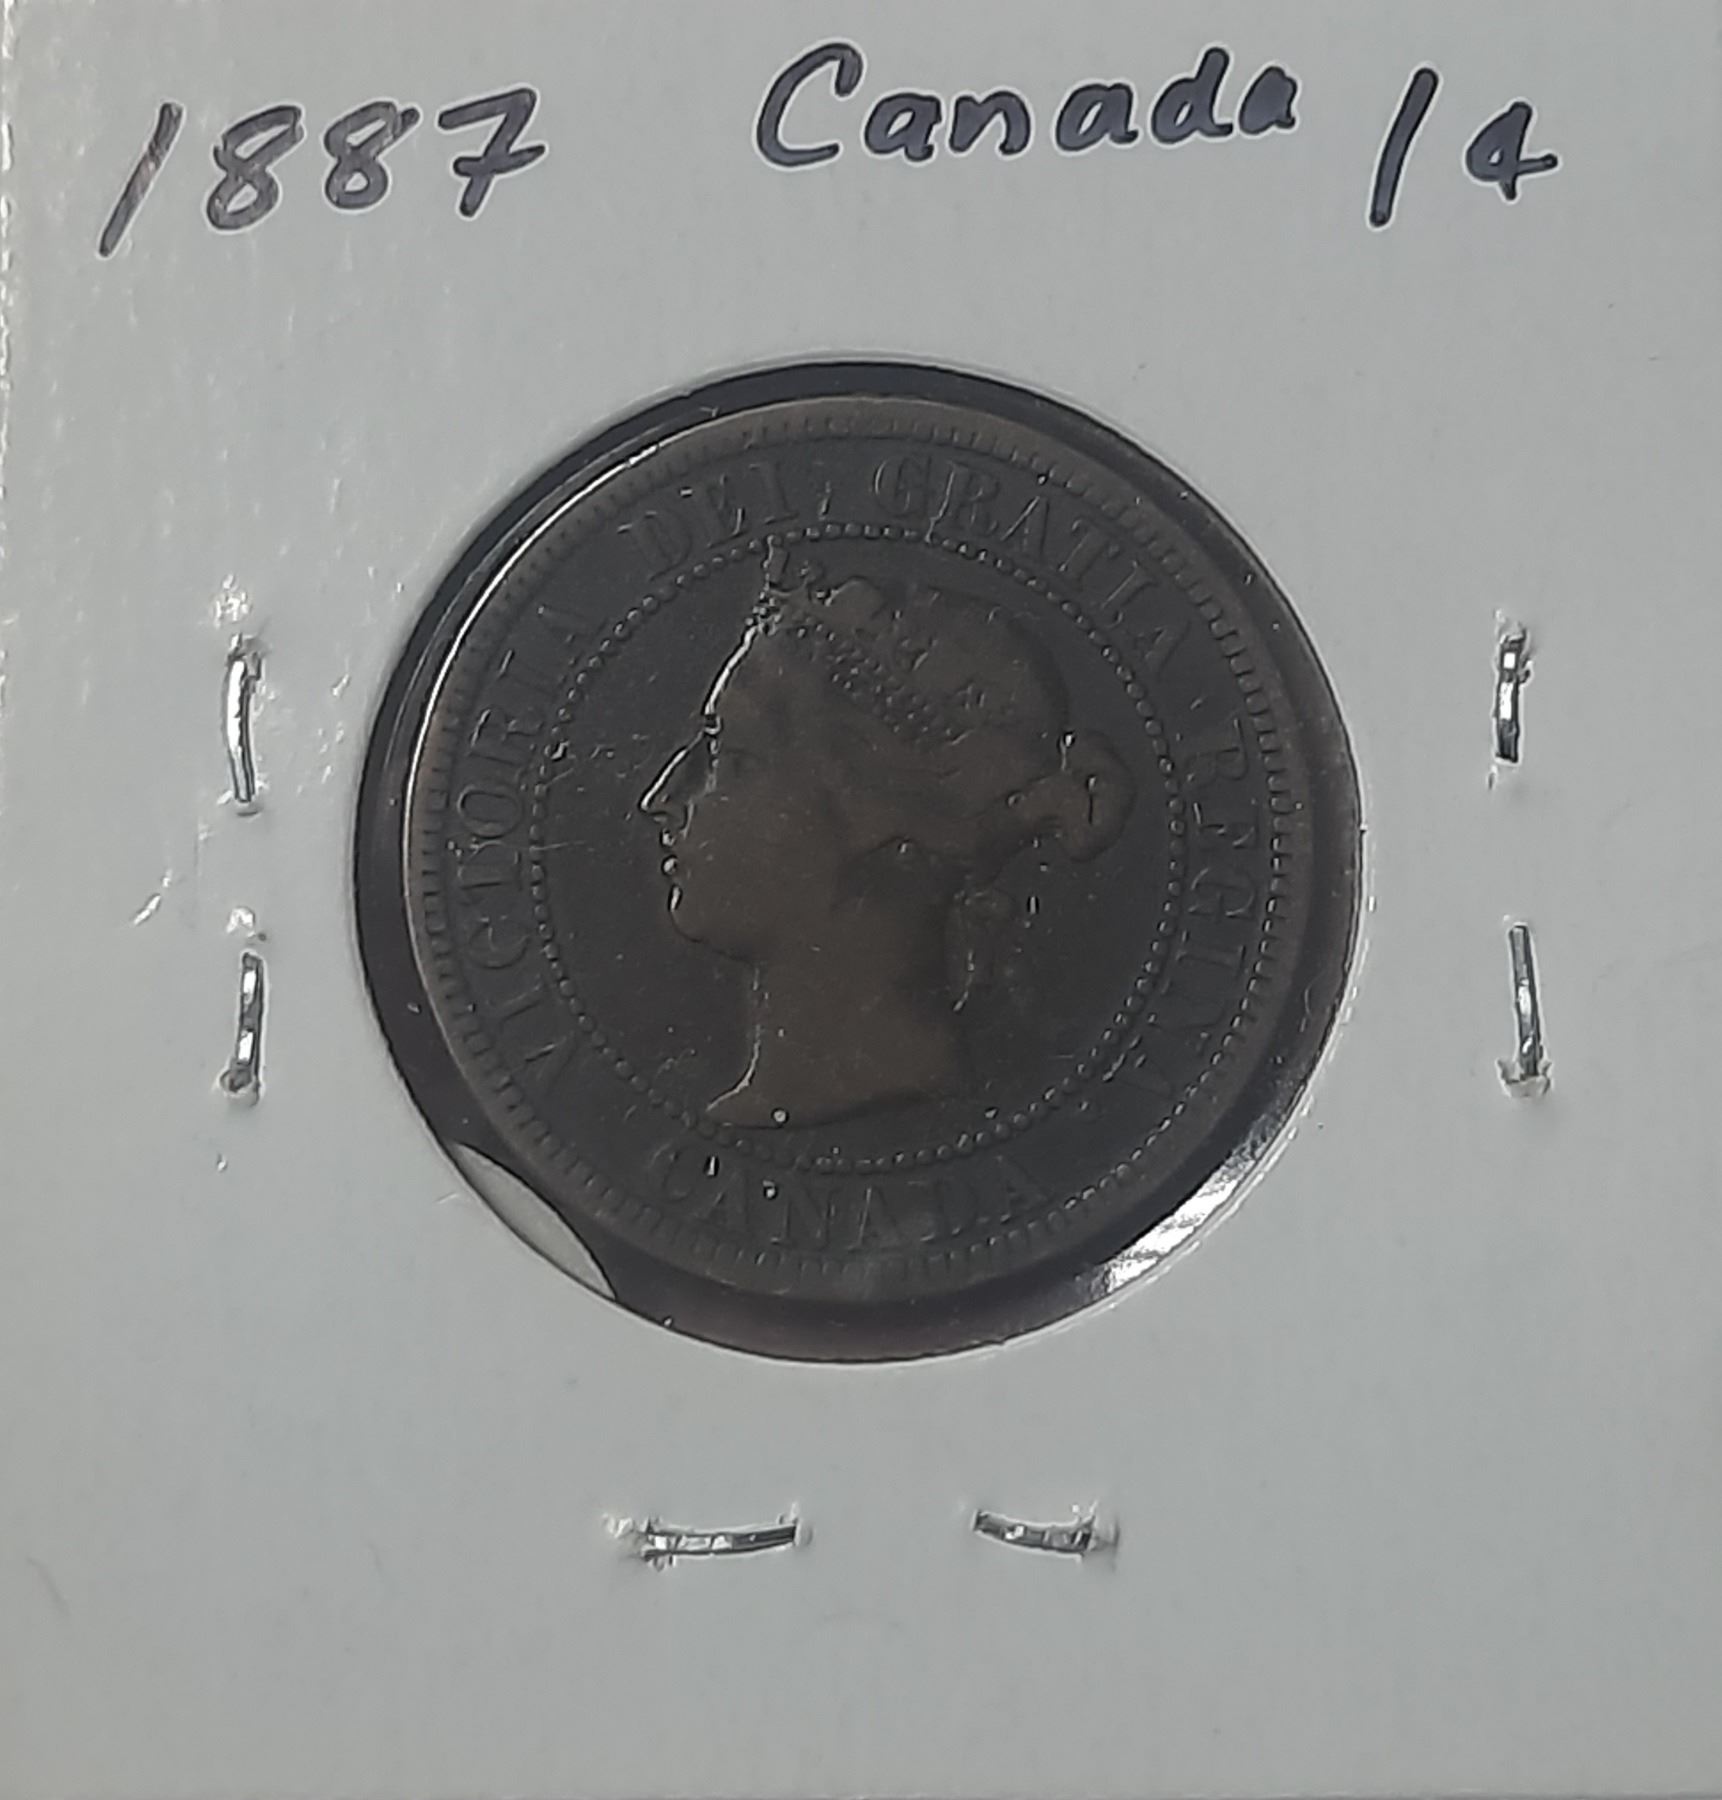 1887 Canada 1¢
VICTORIA DEI GRATIA REGINA.
CANADA